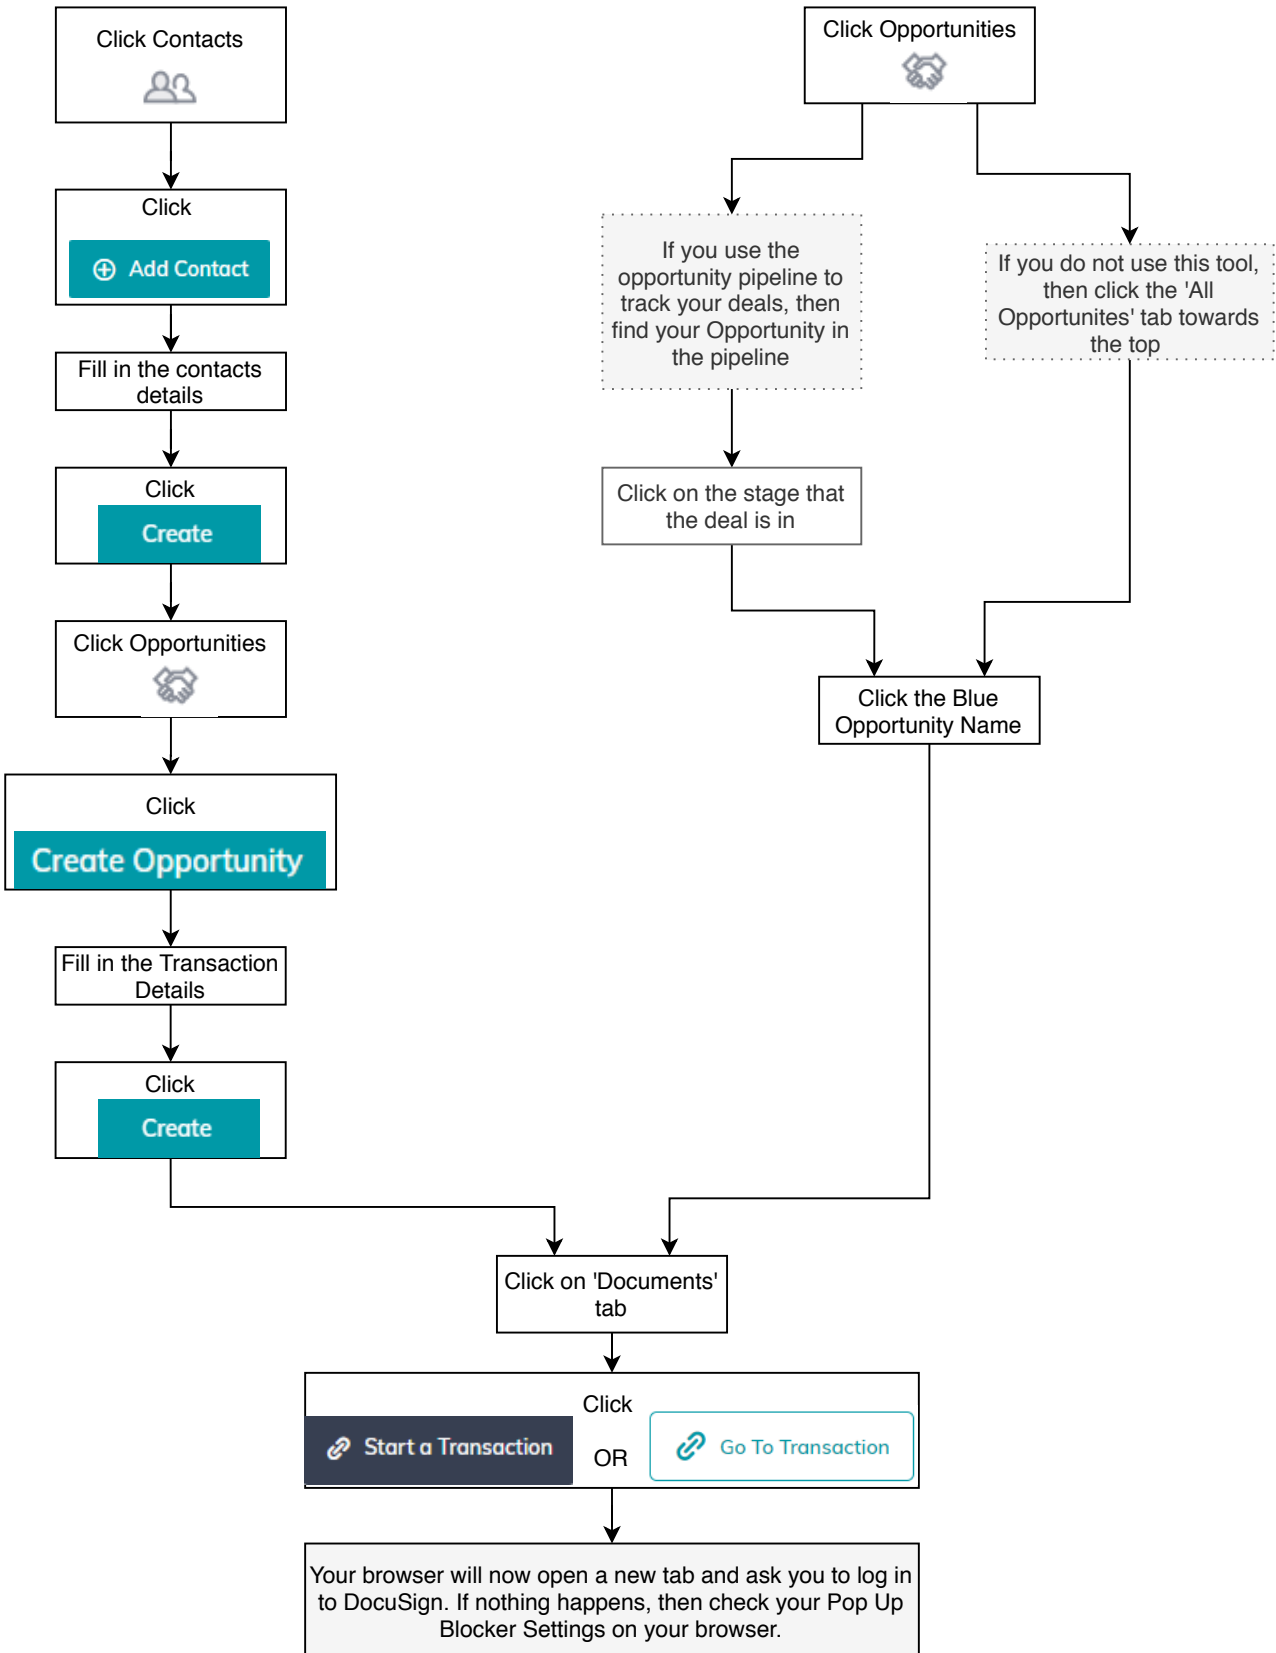 Click Contacts
Click
Add Contact
Fill in the contacts
details
Click
Create
Click Opportunities
Click
Create Opportunity
Fill in the Transaction
Details
Click
Create
Click Opportunities
If you use the
opportunity pipeline to
track your deals, then
find your Opportunity in
the pipeline
If you do not use this tool,
then click the 'All
Opportunites' tab towards
the top
Click on the stage that
the deal is in
Click the Blue
Opportunity Name
Click on 'Documents'
tab
Click
Start a Transaction
OR
Go To Transaction
Your browser will now open a new tab and ask you to log in
to DocuSign. If nothing happens, then check your Pop Up
Blocker Settings on your browser.